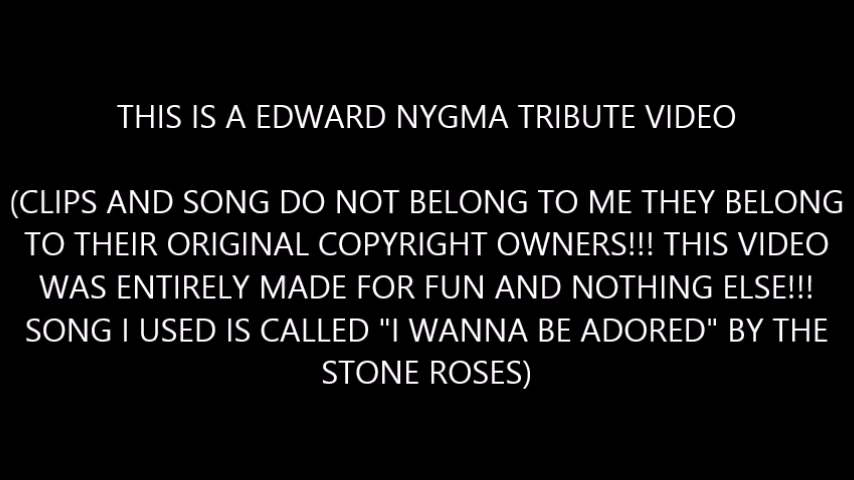 THIS IS A EDWARD NYGMA TRIBUTE VIDEO
(CLIPS AND SONG DO NOT BELONG TO ME THEY BELONG
TO THEIR ORIGINAL COPYRIGHT OWNERS!!! THIS VIDEO
WAS ENTIRELY MADE FOR FUN AND NOTHING ELSE!!!
SONG I USED IS CALLED "I WANNA BE ADORED" BY THE
STONE ROSES)